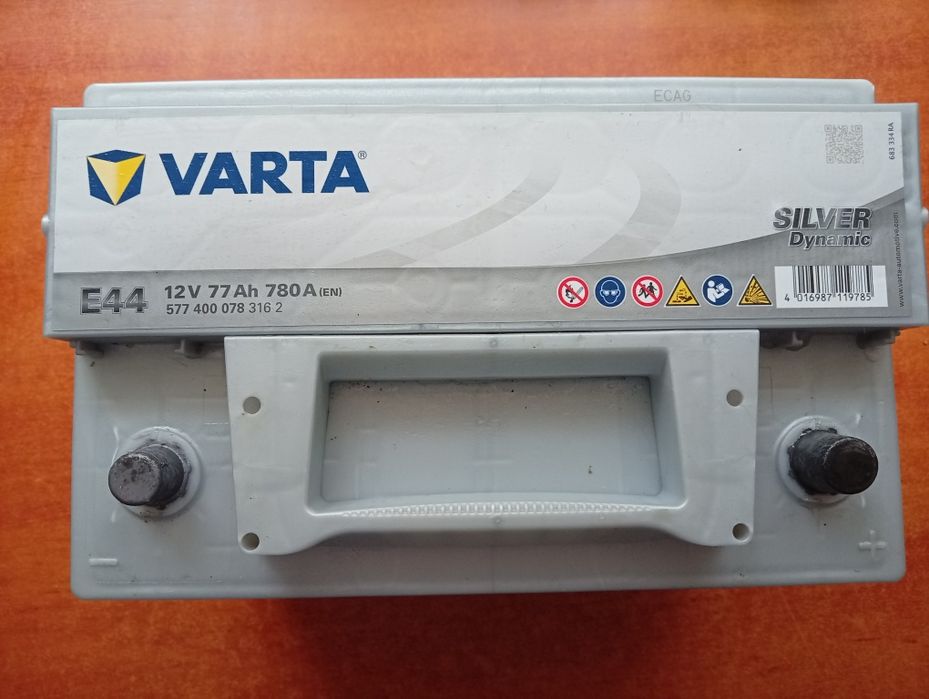 ECAG
VARTA®
683 334 RA
SILVER
Dynamic
www.varta-automotive.com
E44
12V 77Ah 780A (EN)
577 400 078 316 2
4 016987 119785
− +